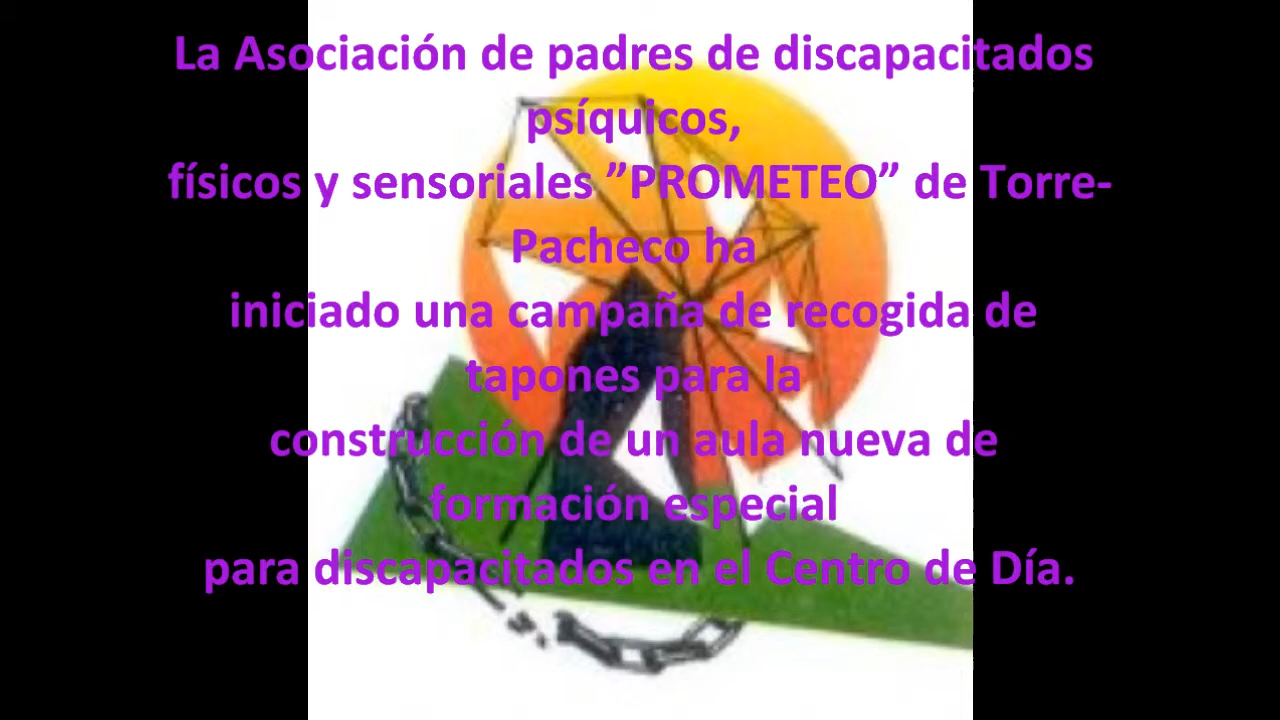 La Asociación de padres de discapacitados
psíquicos,
físicos y sensoriales ”PROMETEO” de Torre-
Pacheco ha
iniciado una campaña de recogida de
tapones para la
construcción de un aula nueva de
formación especial
para discapacitados en el Centro de Día.